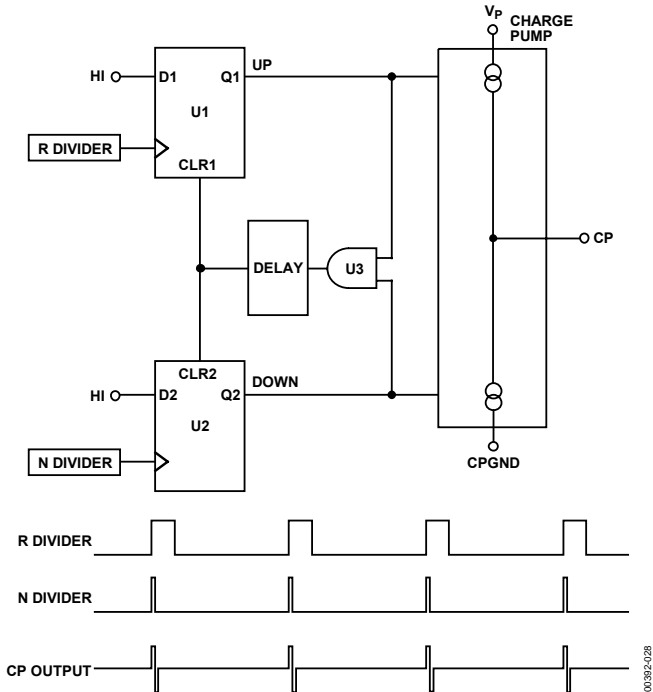 VP
CHARGE
PUMP
HI
D1
Q1
UP
U1
R DIVIDER
CLR1
DELAY
U3
CP
CLR2
HI
D2
Q2
DOWN
U2
N DIVIDER
CPGND
R DIVIDER
N DIVIDER
CP OUTPUT
00392-028